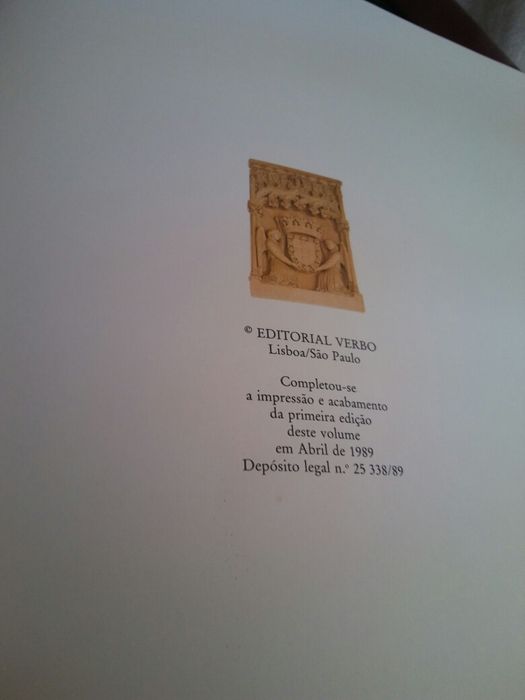 © EDITORIAL VERBO
Lisboa/São Paulo
Completou-se
a impressão e acabamento
da primeira edição
deste volume
em Abril de 1989
Depósito legal n.º 25 338/89